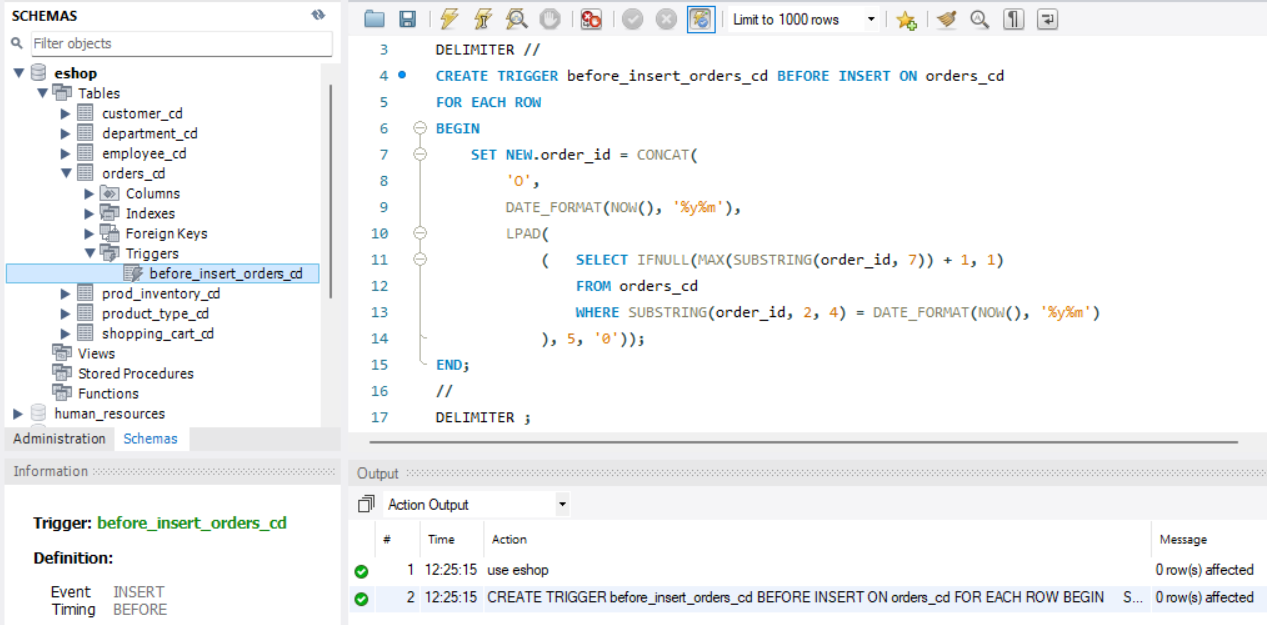 SCHEMAS
Filter objects
eshop
Tables
customer_cd
department_cd
employee_cd
orders_cd
Columns
Indexes
Foreign Keys
Triggers
before_insert_orders_cd
prod_inventory_cd
product_type_cd
shopping_cart_cd
Views
Stored Procedures
Functions
human_resources
Administration Schemas
Information
Trigger: before_insert_orders_cd
Definition:
Event INSERT
Timing BEFORE
Limit to 1000 rows
3 DELIMITER //
4 CREATE TRIGGER before_insert_orders_cd BEFORE INSERT ON orders_cd
5 FOR EACH ROW
6 BEGIN
7 SET NEW.order_id = CONCAT(
8 'O',
9 DATE_FORMAT(NOW(), '%y%m'),
10 LPAD(
11 ( SELECT IFNULL(MAX(SUBSTRING(order_id, 7)) + 1, 1)
12 FROM orders_cd
13 WHERE SUBSTRING(order_id, 2, 4) = DATE_FORMAT(NOW(), '%y%m')
14 ), 5, '0'));
15 END;
16 //
17 DELIMITER ;
Output
Action Output
# Time Action Message
1 12:25:15 use eshop 0 row(s) affected
2 12:25:15 CREATE TRIGGER before_insert_orders_cd BEFORE INSERT ON orders_cd FOR EACH ROW BEGIN S... 0 row(s) affected